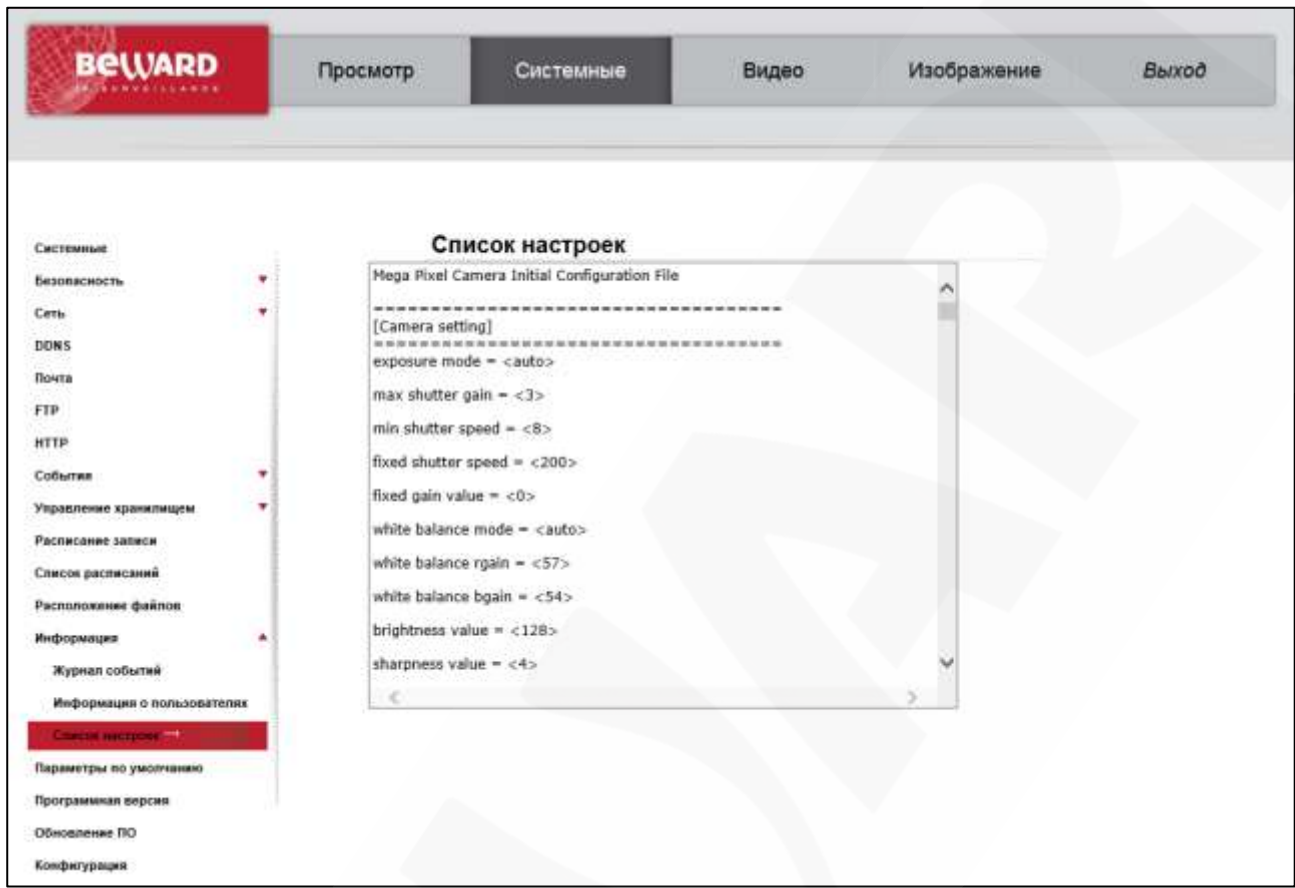 BEWARD
IP SURVEILLANCE
Просмотр
Системные
Видео
Изображение
Выход
Системные
Безопасность
Сеть
DDNS
Почта
FTP
HTTP
События
Управление хранилищем
Расписание записи
Список расписаний
Расположение файлов
Информация
Журнал событий
Информация о пользователях
Список настроек →
Параметры по умолчанию
Программная версия
Обновление ПО
Конфигурация
Список настроек
Mega Pixel Camera Initial Configuration File
======================================
[Camera setting]
======================================
exposure mode = <auto>
max shutter gain = <3>
min shutter speed = <8>
fixed shutter speed = <200>
fixed gain value = <0>
white balance mode = <auto>
white balance rgain = <57>
white balance bgain = <54>
brightness value = <128>
sharpness value = <4>